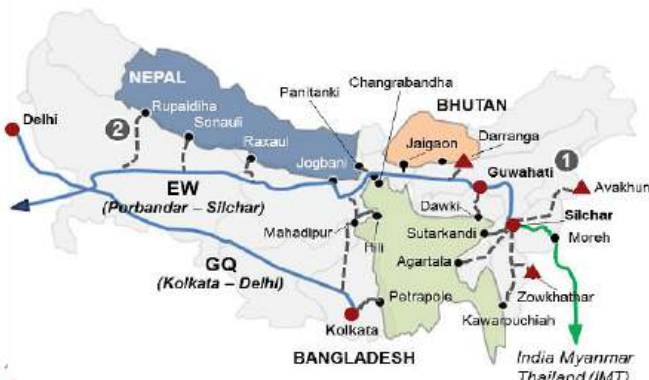 NEPAL
Panitanki
Changrabandha
BHUTAN
Delhi
2
Rupaidiha
Sonauli
Raxaul
Jogbani
Jaigaon
Darranga
1
Guwahati
Avakhung
EW
(Porbandar – Silchar)
Dawki
Silchar
Mahadipur
Hili
Sutarkandi
Moreh
GQ
(Kolkata – Delhi)
Agartala
Zowkhathar
Petrapole
Kolkata
Kawarpuchiah
BANGLADESH
India Myanmar
Thailand (IMT)